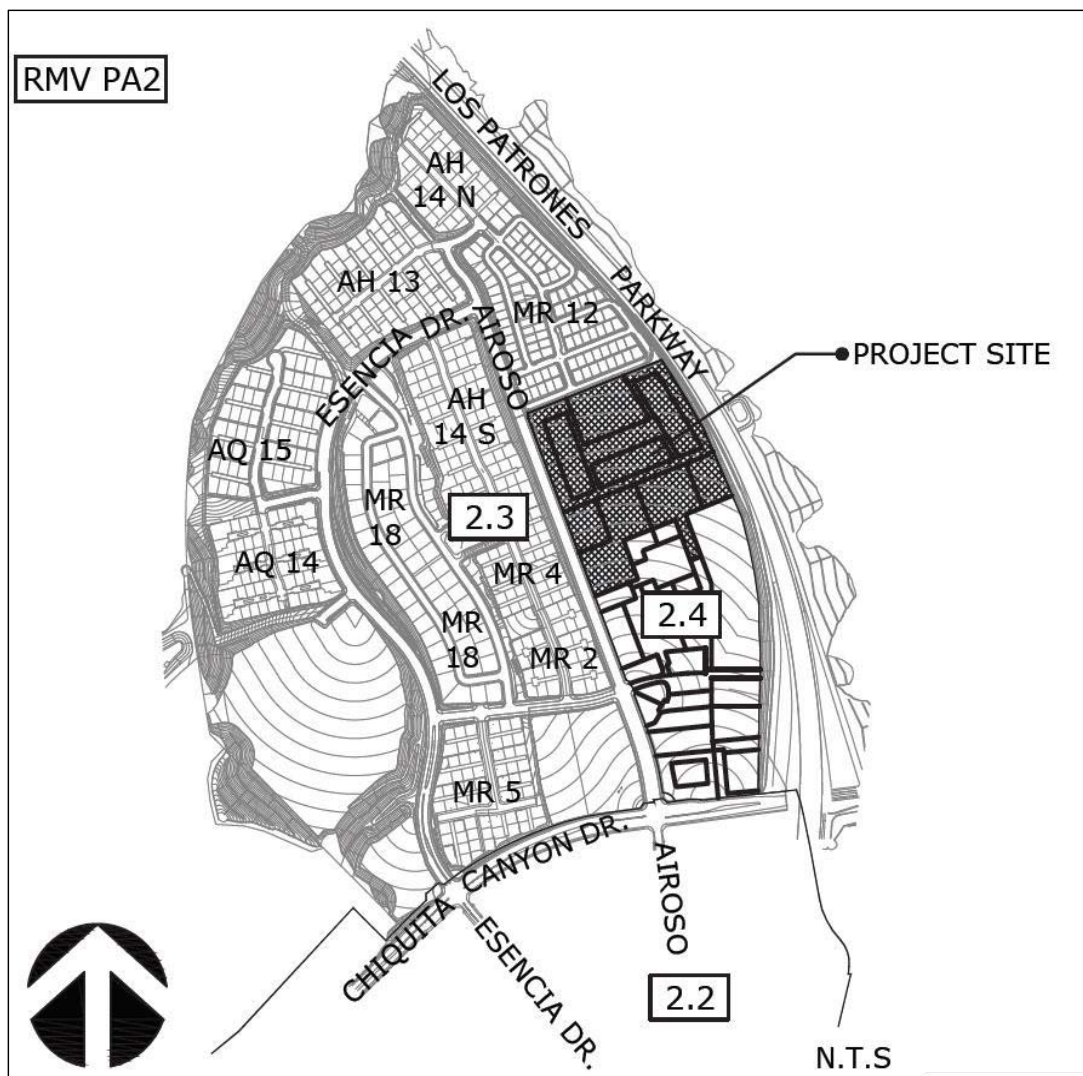 RMV PA2
LOS PATRONES PARKWAY
AH
14 N
AH 13
MR 12
ESENCIA DR.
AIROSO
PROJECT SITE
AH
14 S
AQ 15
MR
18
2.3
AQ 14
MR 4
2.4
MR
18
MR 2
MR 5
CHIQUITA CANYON DR.
AIROSO
ESENCIA DR.
2.2
N.T.S